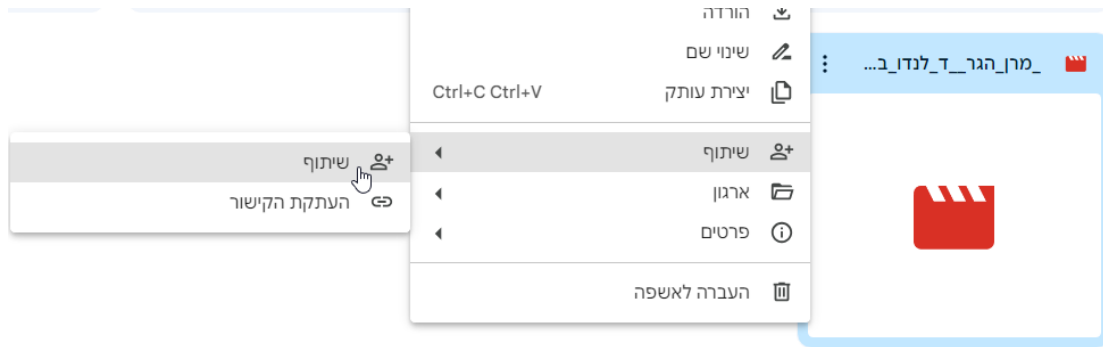 הורדה
שינוי שם
יצירת עותק Ctrl+C Ctrl+V
שיתוף
ארגון
פרטים
העברה לאשפה
שיתוף
העתקת הקישור
_מרן_הגר__ד_לנדו_ב...